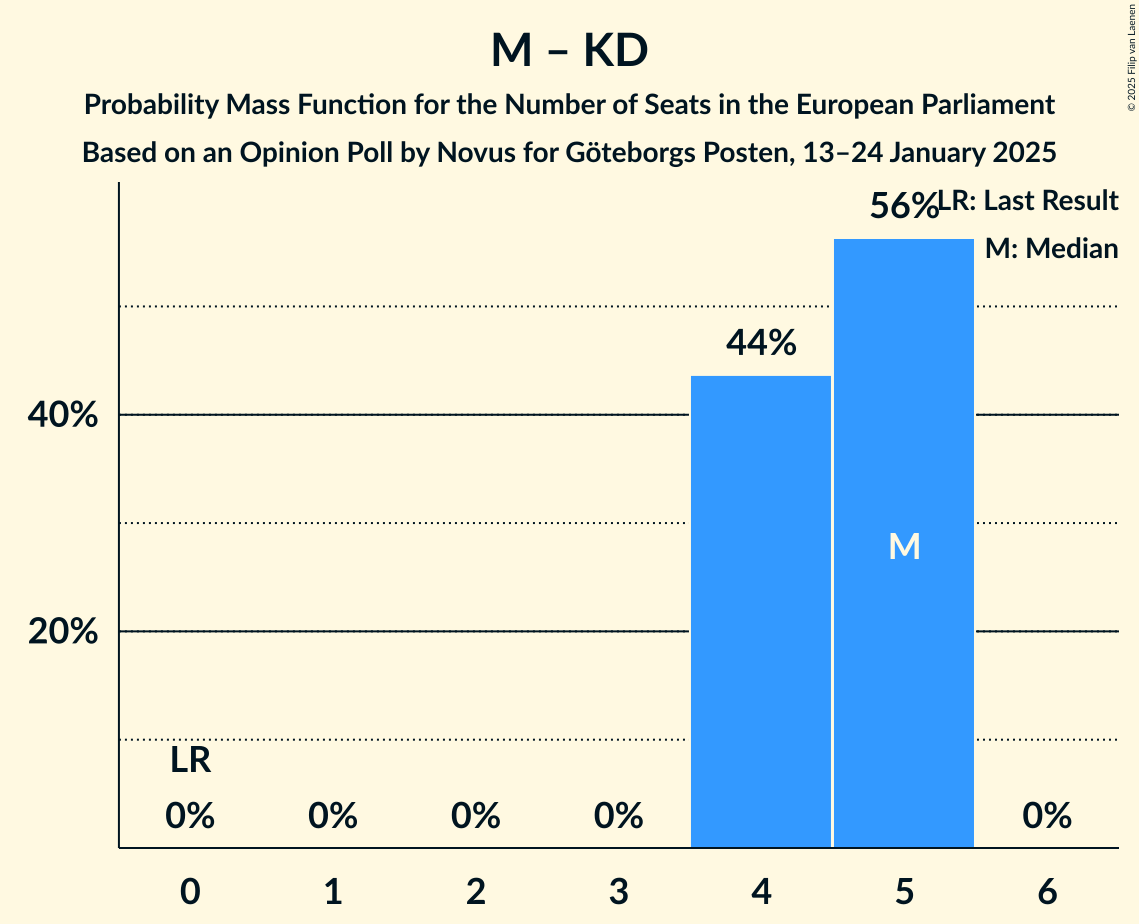 M – KD
Probability Mass Function for the Number of Seats in the European Parliament
Based on an Opinion Poll by Novus for Göteborgs Posten, 13–24 January 2025
© 2025 Filip van Laenen
LR: Last Result
M: Median
56%
44%
40%
20%
M
LR
0% 0% 0% 0% 0%
0 1 2 3 4 5 6